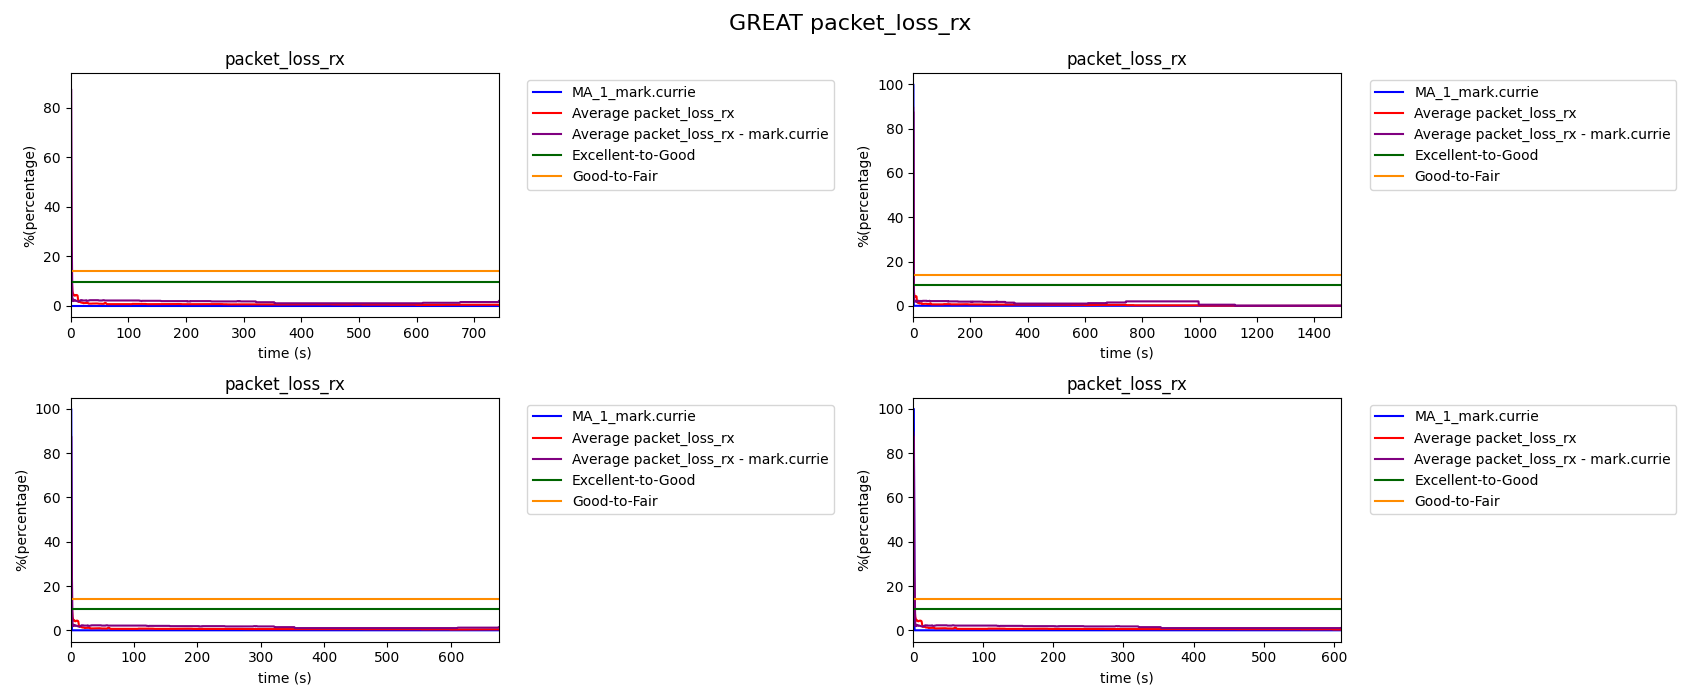 GREAT packet_loss_rx
packet_loss_rx
%(percentage)
80
60
40
20
0
0 100 200 300 400 500 600 700
time (s)
MA_1_mark.currie
Average packet_loss_rx
Average packet_loss_rx - mark.currie
Excellent-to-Good
Good-to-Fair
packet_loss_rx
%(percentage)
100
80
60
40
20
0
0 200 400 600 800 1000 1200 1400
time (s)
MA_1_mark.currie
Average packet_loss_rx
Average packet_loss_rx - mark.currie
Excellent-to-Good
Good-to-Fair
packet_loss_rx
%(percentage)
100
80
60
40
20
0
0 100 200 300 400 500 600
time (s)
MA_1_mark.currie
Average packet_loss_rx
Average packet_loss_rx - mark.currie
Excellent-to-Good
Good-to-Fair
packet_loss_rx
%(percentage)
100
80
60
40
20
0
0 100 200 300 400 500 600
time (s)
MA_1_mark.currie
Average packet_loss_rx
Average packet_loss_rx - mark.currie
Excellent-to-Good
Good-to-Fair